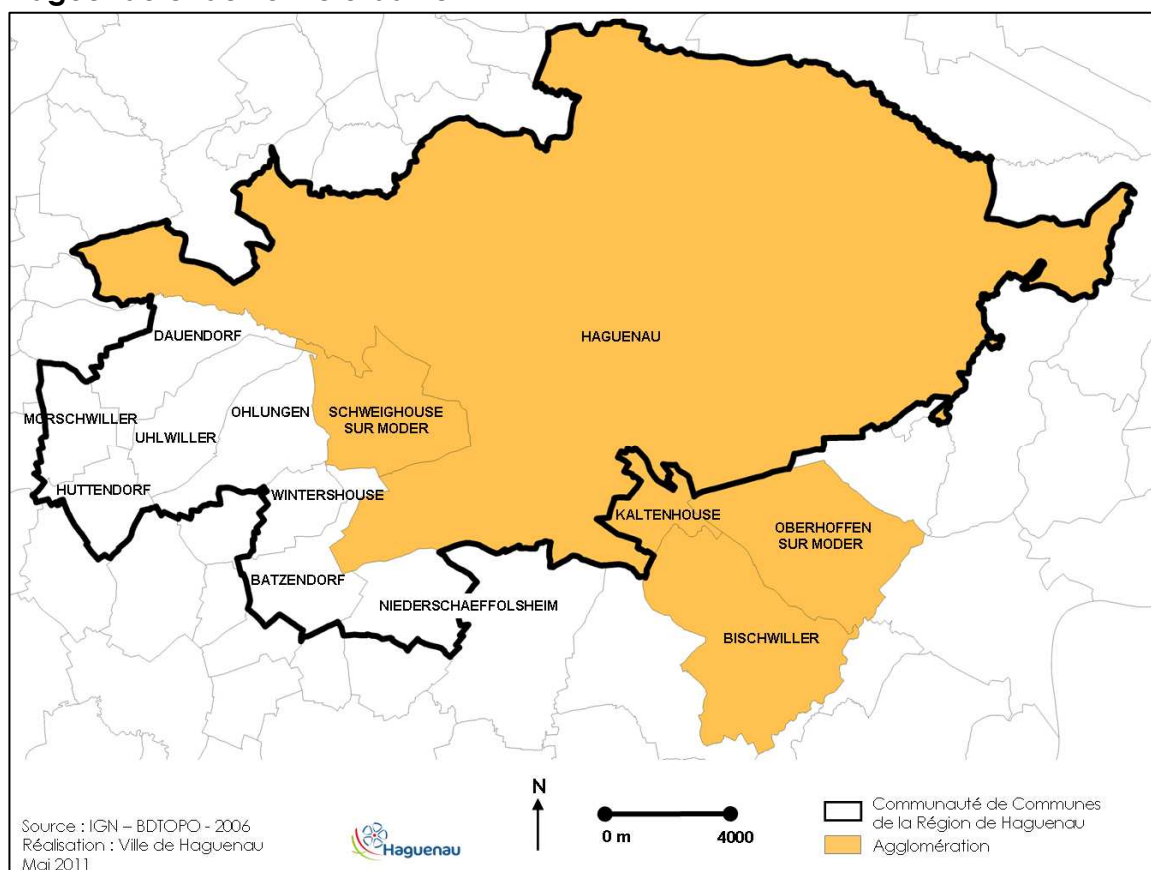 HAGUENAU
DAUENDORF
MORSCHWILLER
UHLWILLER
OHLUNGEN
SCHWEIGHOUSE
SUR MODER
HUTTENDORF
WINTERSHOUSE
KALTENHOUSE
OBERHOFFEN
SUR MODER
BATZENDORF
NIEDERSCHAEFFOLSHEIM
BISCHWILLER
N
0 m
4000
Communauté de Communes
de la Région de Haguenau
Agglomération
Source : IGN – BDTOPO - 2006
Réalisation : Ville de Haguenau
Mai 2011
Haguenau